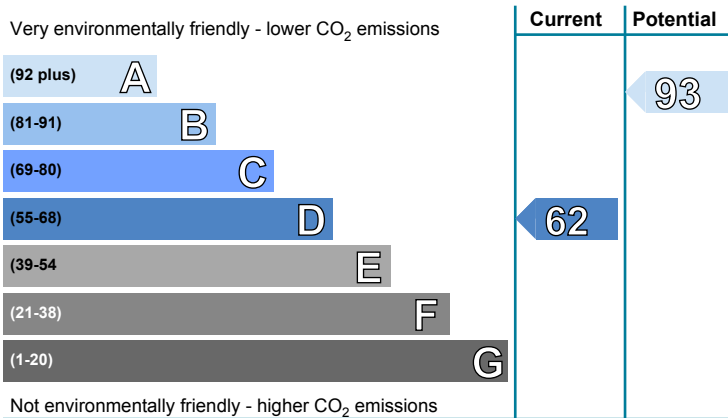 Current Potential
Very environmentally friendly - lower CO2 emissions
(92 plus) A
93
(81-91) B
(69-80) C
(55-68) D
62
(39-54 E
(21-38) F
(1-20) G
Not environmentally friendly - higher CO2 emissions